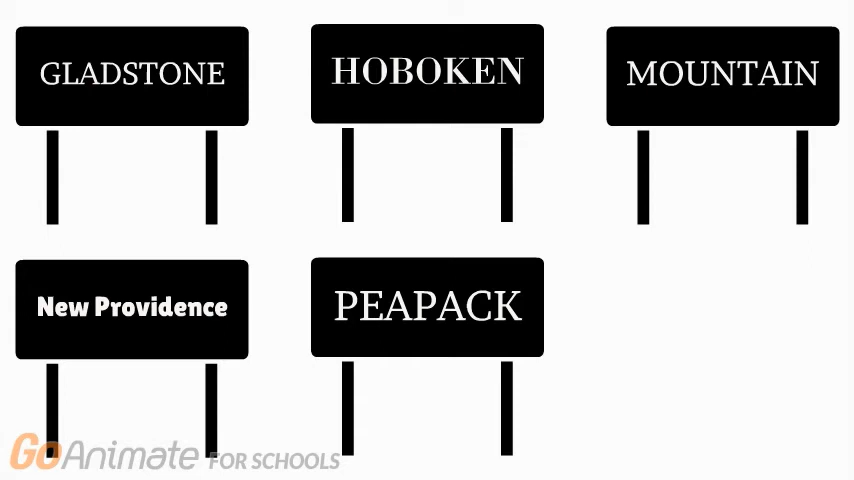 GLADSTONE
HOBOKEN
MOUNTAIN
New Providence
PEAPACK
GoAnimate FOR SCHOOLS